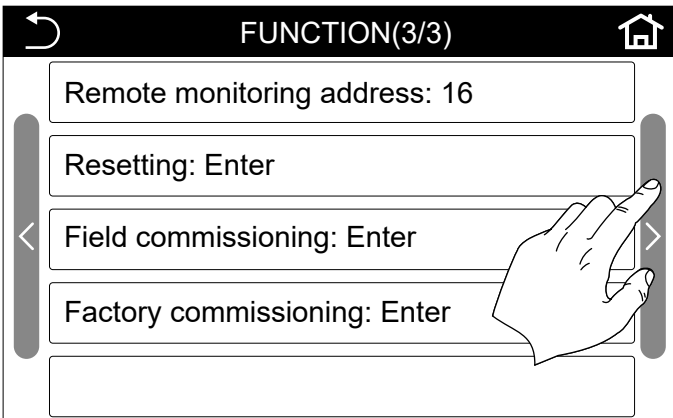 FUNCTION(3/3)
Remote monitoring address: 16
Resetting: Enter
Field commissioning: Enter
Factory commissioning: Enter